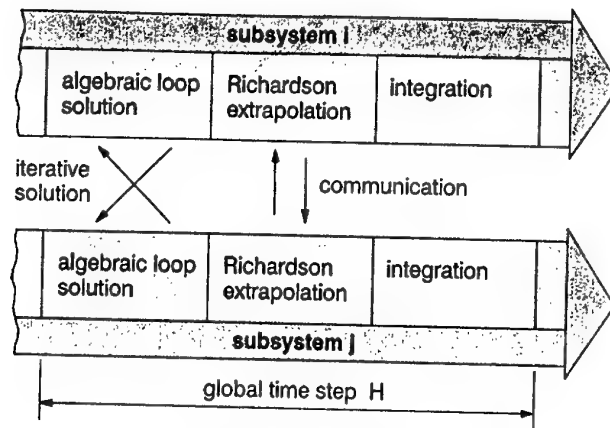 subsystem i
algebraic loop
solution
Richardson
extrapolation
integration
iterative
solution
communication
algebraic loop
solution
Richardson
extrapolation
integration
subsystem j
global time step H